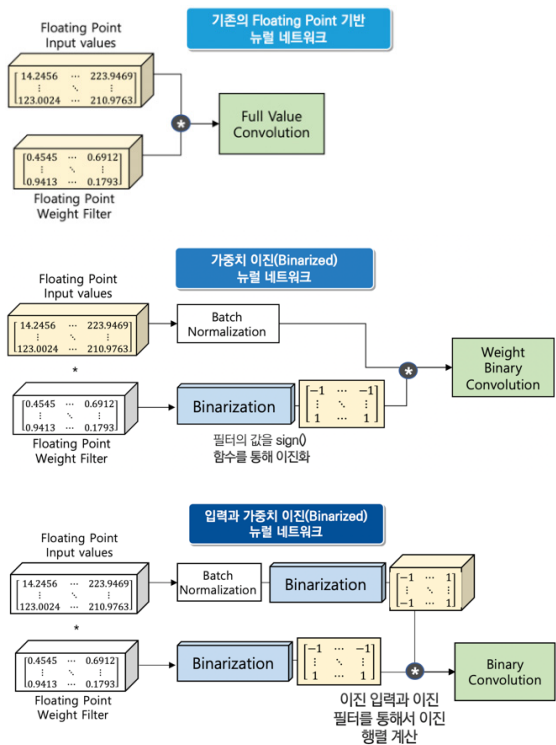 기존의 Floating Point 기반
뉴럴 네트워크
Floating Point
Input values
14.2456 ⋯ 223.9469
⋮ ⋱ ⋮
123.0024 ⋯ 210.9763
*
Full Value
Convolution
0.4545 ⋯ 0.6912
⋮ ⋱ ⋮
0.9413 ⋯ 0.1793
Floating Point
Weight Filter
가중치 이진(Binarized)
뉴럴 네트워크
Floating Point
Input values
14.2456 ⋯ 223.9469
⋮ ⋱ ⋮
123.0024 ⋯ 210.9763
Batch
Normalization
*
*
Weight
Binary
Convolution
0.4545 ⋯ 0.6912
⋮ ⋱ ⋮
0.9413 ⋯ 0.1793
Binarization
−1 ⋯ −1
⋮ ⋱ ⋮
1 ⋯ 1
Floating Point
Weight Filter
필터의 값을 sign()
함수를 통해 이진화
입력과 가중치 이진(Binarized)
뉴럴 네트워크
Floating Point
Input values
14.2456 ⋯ 223.9469
⋮ ⋱ ⋮
123.0024 ⋯ 210.9763
Batch
Normalization
Binarization
−1 ⋯ 1
⋮ ⋱ ⋮
−1 ⋯ 1
*
0.4545 ⋯ 0.6912
⋮ ⋱ ⋮
0.9413 ⋯ 0.1793
Binarization
−1 ⋯ −1
⋮ ⋱ ⋮
1 ⋯ 1
*
Binary
Convolution
Floating Point
Weight Filter
이진 입력과 이진
필터를 통해서 이진
행렬 계산